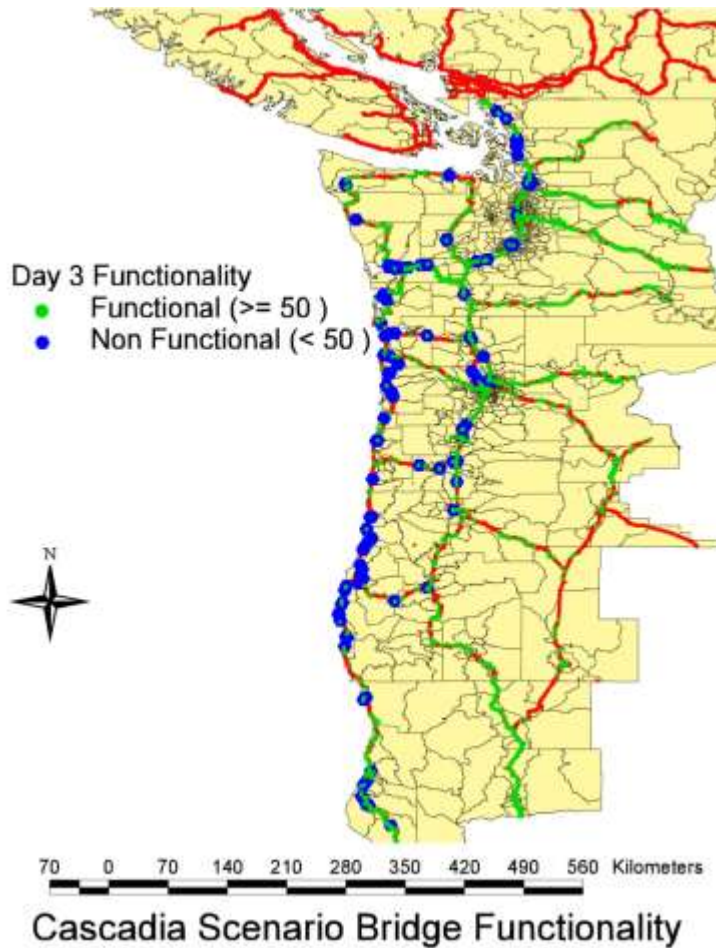 Day 3 Functionality
Functional (>= 50 )
Non Functional (< 50 )
N
70 0 70 140 210 280 350 420 490 560 Kilometers
Cascadia Scenario Bridge Functionality